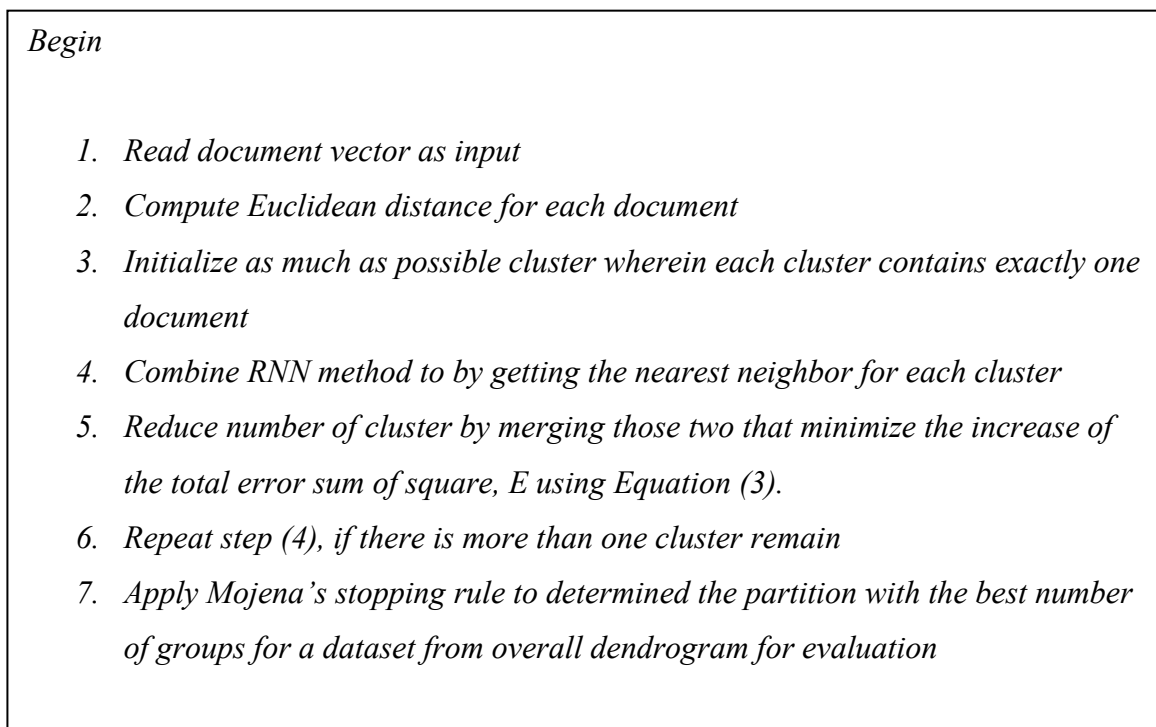 Begin
1. Read document vector as input
2. Compute Euclidean distance for each document
3. Initialize as much as possible cluster wherein each cluster contains exactly one
document
4. Combine RNN method to by getting the nearest neighbor for each cluster
5. Reduce number of cluster by merging those two that minimize the increase of
the total error sum of square, E using Equation (3).
6. Repeat step (4), if there is more than one cluster remain
7. Apply Mojena’s stopping rule to determined the partition with the best number
of groups for a dataset from overall dendrogram for evaluation